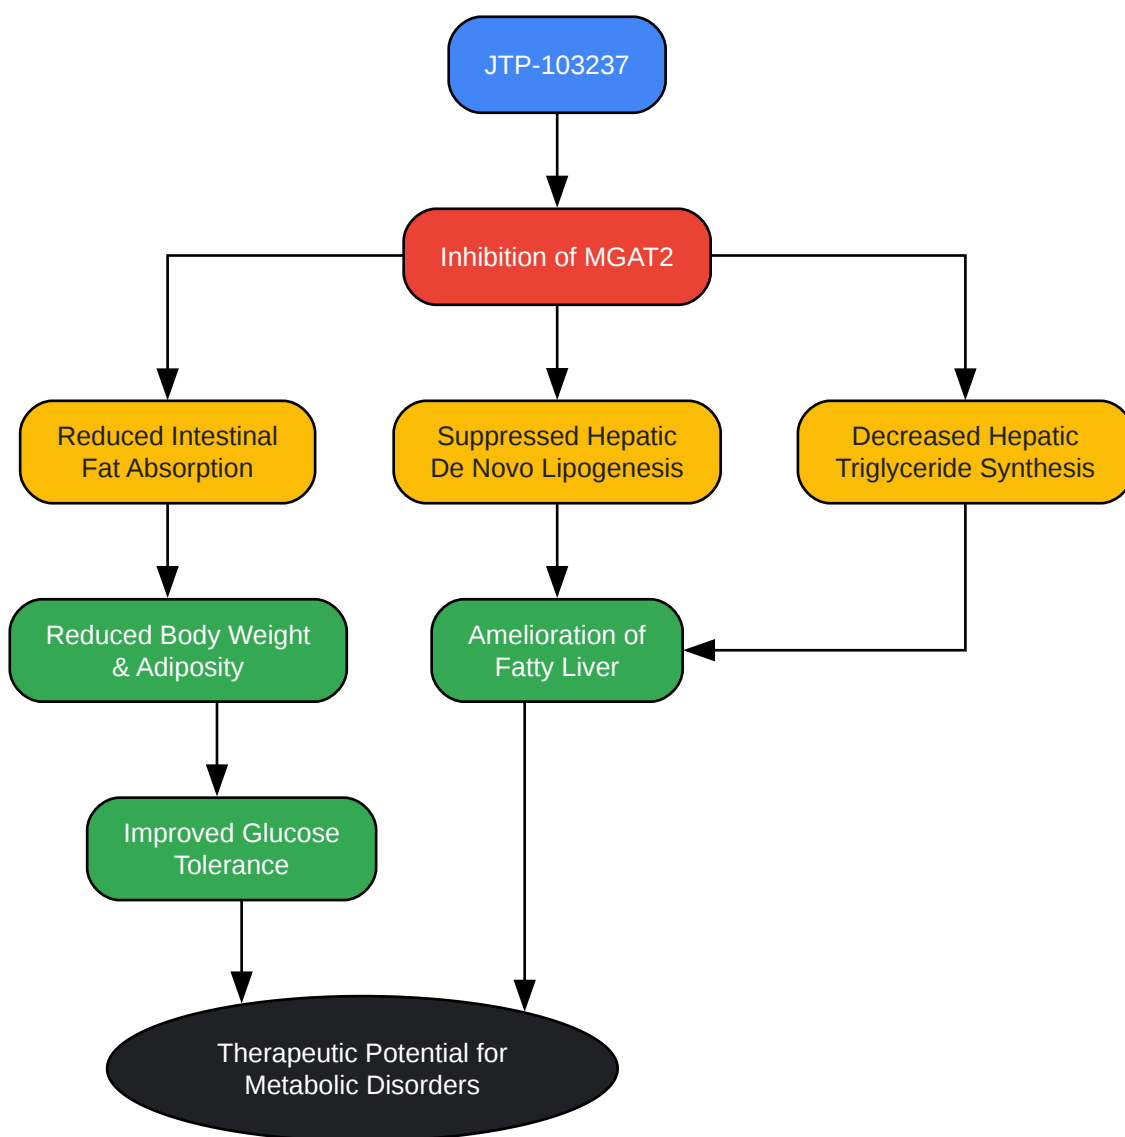 JTP-103237
Inhibition of MGAT2
Reduced Intestinal
Fat Absorption
Suppressed Hepatic
De Novo Lipogenesis
Decreased Hepatic
Triglyceride Synthesis
Reduced Body Weight
& Adiposity
Amelioration of
Fatty Liver
Improved Glucose
Tolerance
Therapeutic Potential for
Metabolic Disorders